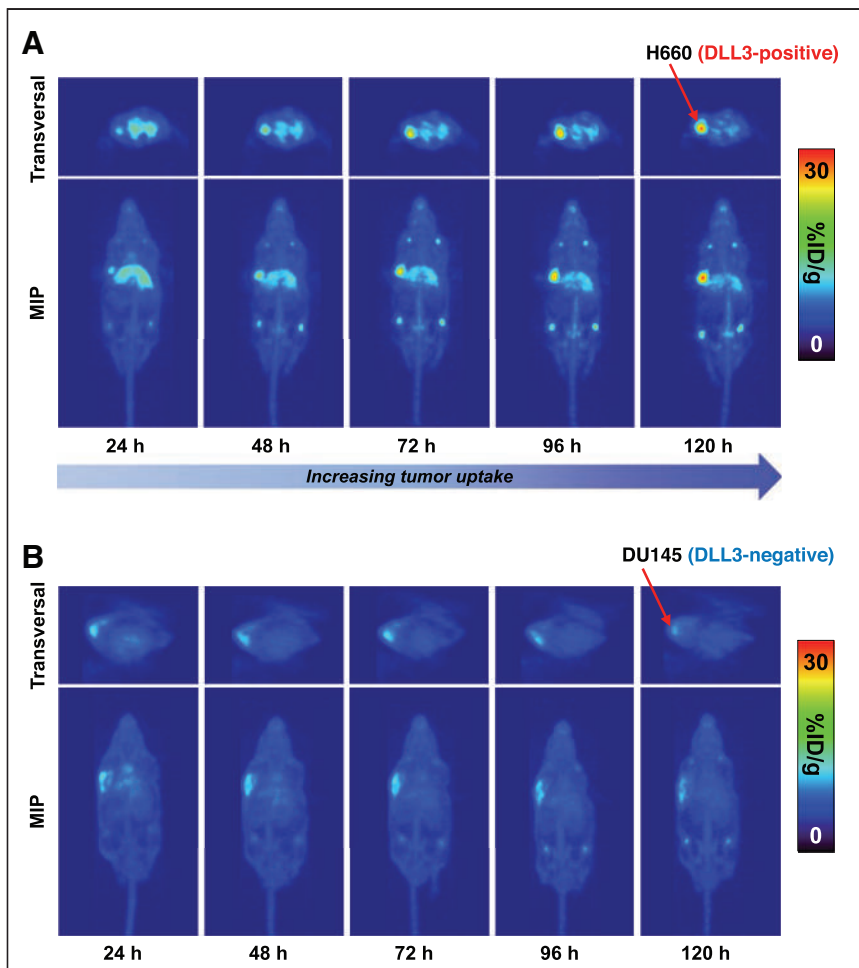 A
H660 (DLL3-positive)
Transversal
MIP
30
%ID/g
0
24 h
48 h
72 h
96 h
120 h
Increasing tumor uptake
B
DU145 (DLL3-negative)
Transversal
MIP
30
%ID/g
0
24 h
48 h
72 h
96 h
120 h